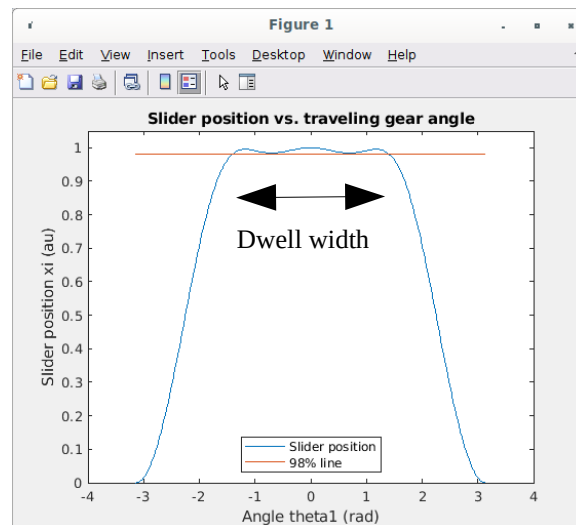 Figure 1
File Edit View Insert Tools Desktop Window Help
Slider position vs. traveling gear angle
1
0.9
0.8
0.7
0.6
0.5
0.4
0.3
0.2
0.1
0
Slider position xi (au)
Dwell width
Slider position
98% line
-4 -3 -2 -1 0 1 2 3 4
Angle theta1 (rad)